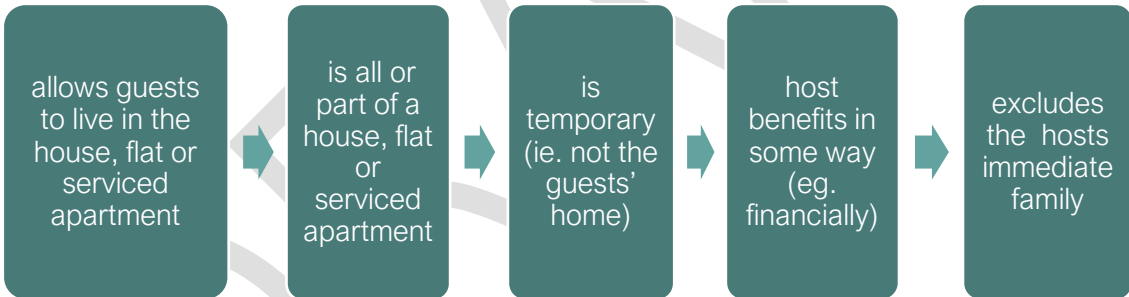 allows guests
to live in the
house, flat or
serviced
apartment
is all or
part of a
house, flat
or
serviced
apartment
is
temporary
(ie. not the
guests'
home)
host
benefits in
some way
(eg.
financially)
excludes
the hosts
immediate
family